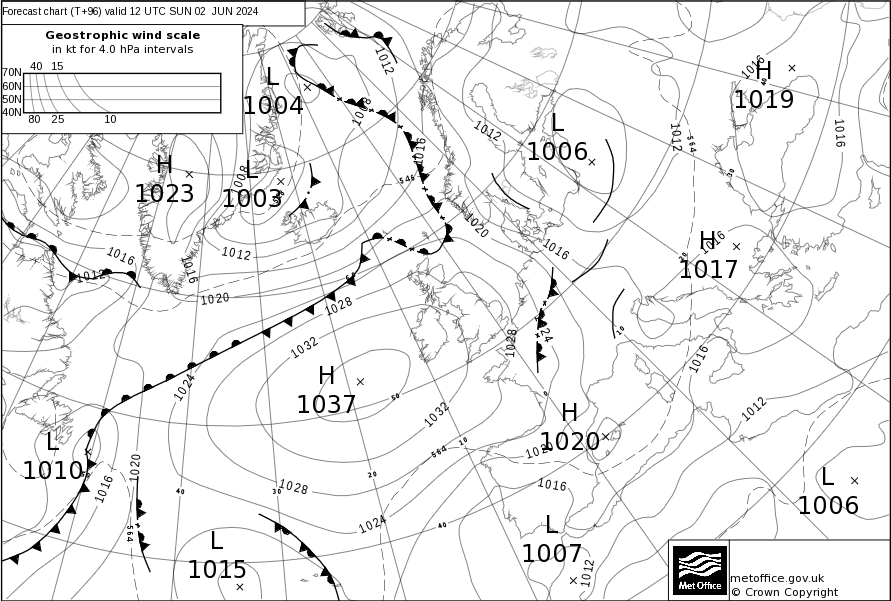 Forecast chart (T+96) valid 12 UTC SUN 02 JUN 2024
Geostrophic wind scale
in kt for 4.0 hPa intervals
40 15
70N
60N
50N
40N
80 25 10
L
1004
1012
1008
H
1019
1016
L
1006
1012
1012
564
1016
H
1023
L
1003
1008
1016
546
1020
1016
H
1017
1016
1016
1012
1016
1012
1020
1028
1032
1028
1024
H
1037
50
1032
1016
H
1020
0
10
1012
564
10
L
1010
1016
1020
564
40
30
20
1028
1024
40
1016
L
1006
L
1007
1012
L
1015
Met Office
metoffice.gov.uk
© Crown Copyright